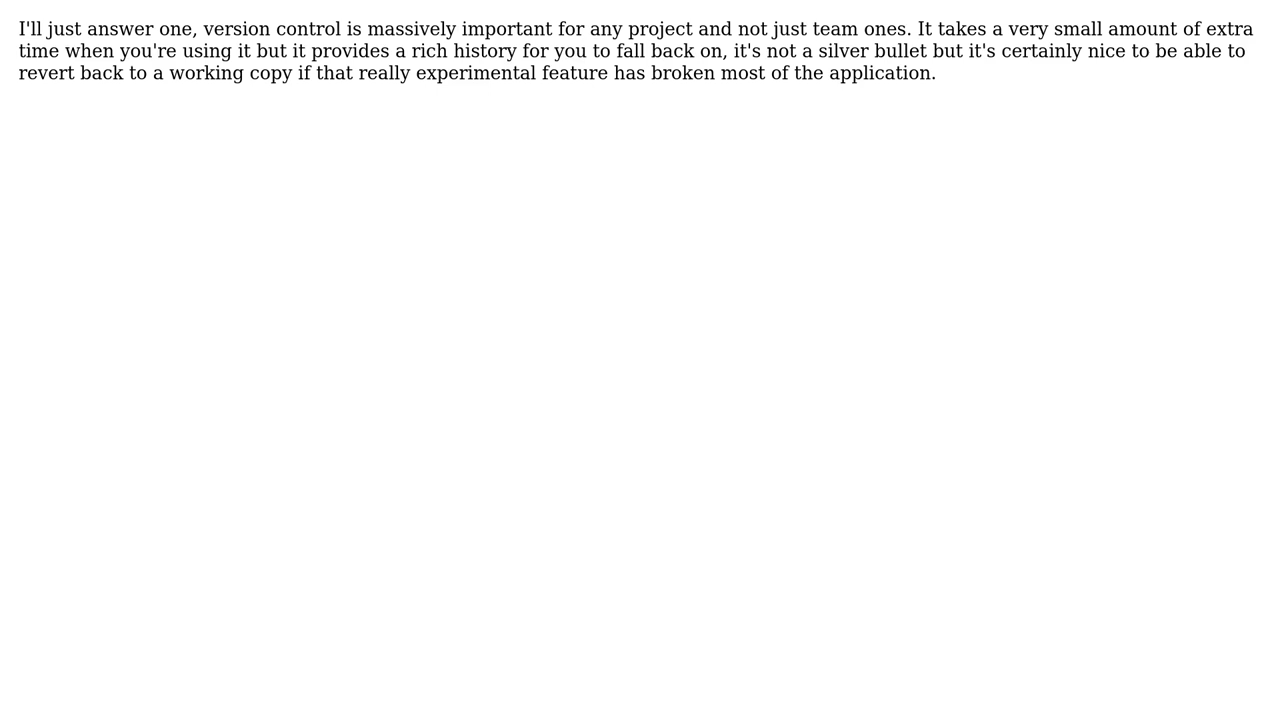 I'll just answer one, version control is massively important for any project and not just team ones. It takes a very small amount of extra
time when you're using it but it provides a rich history for you to fall back on, it's not a silver bullet but it's certainly nice to be able to
revert back to a working copy if that really experimental feature has broken most of the application.